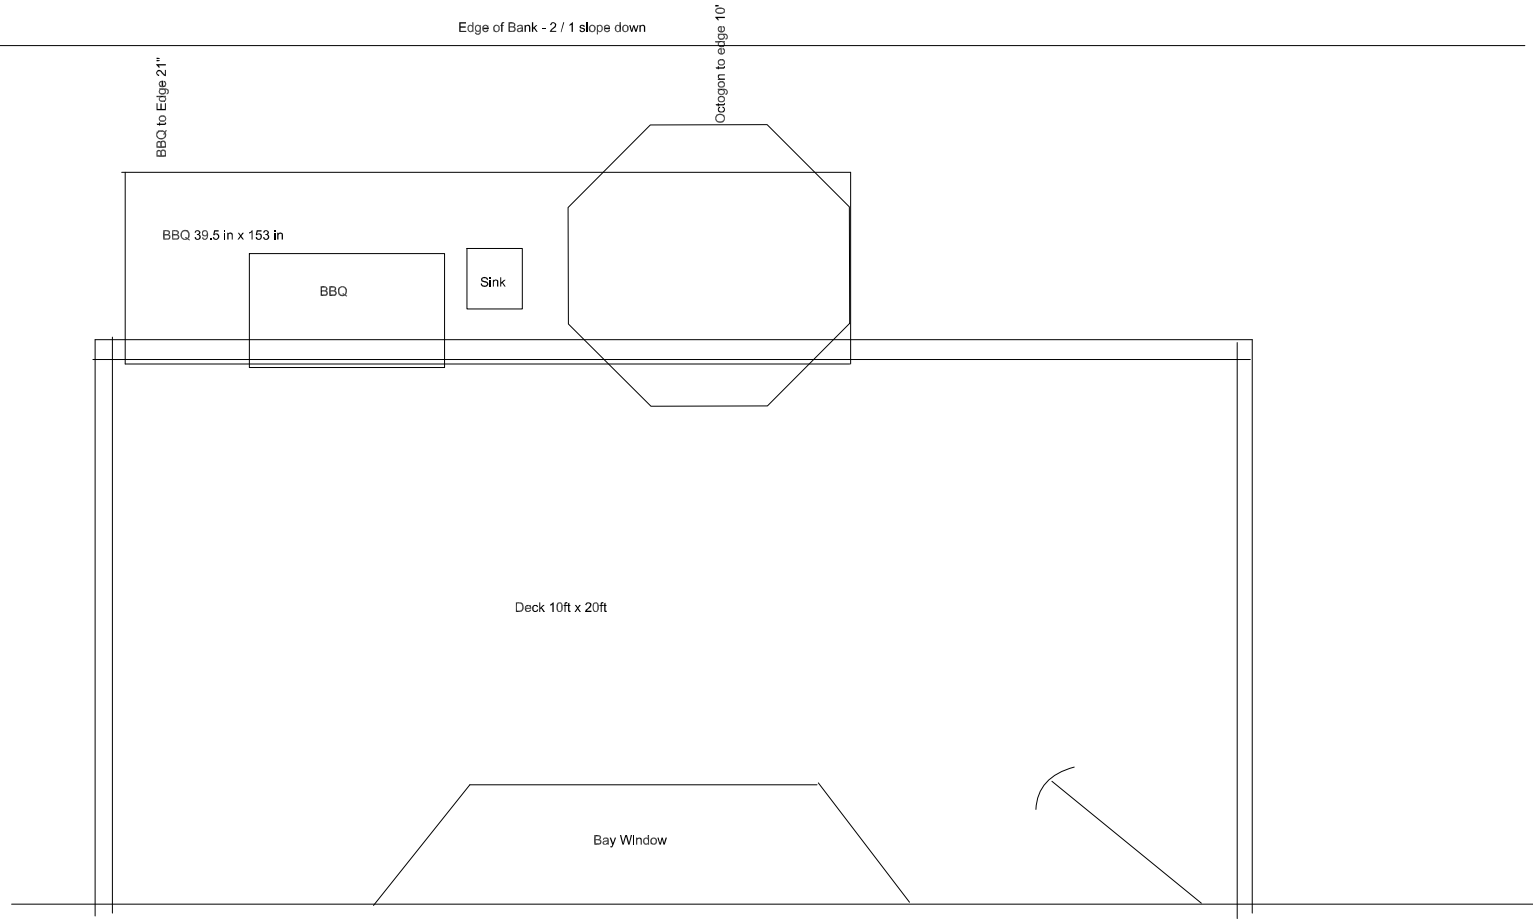 Edge of Bank - 2 / 1 slope down
Octogon to edge 10'
BBQ to Edge 21"
BBQ 39.5 in x 153 in
BBQ
Sink
Deck 10ft x 20ft
Bay WIndow